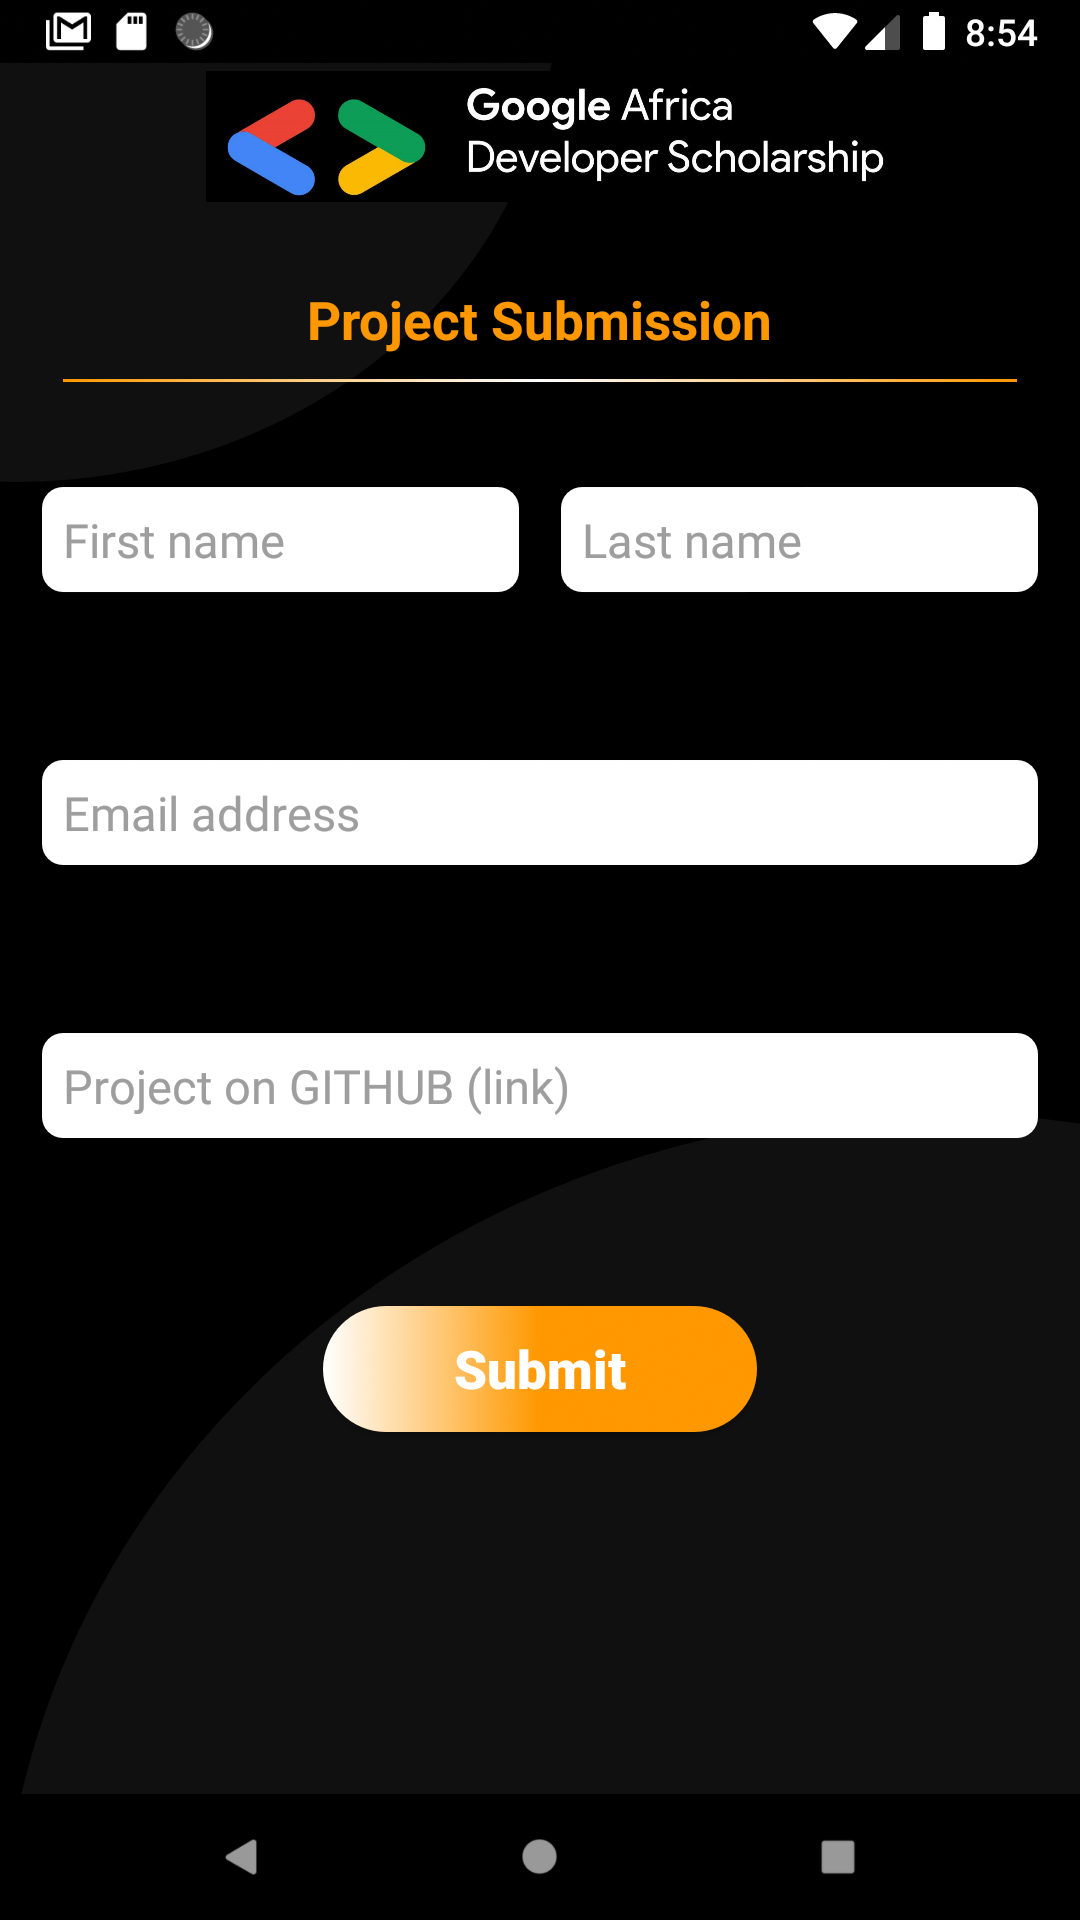 8:54
Google Africa
Developer Scholarship
Project Submission
First name
Last name
Email address
Project on GITHUB (link)
Submit